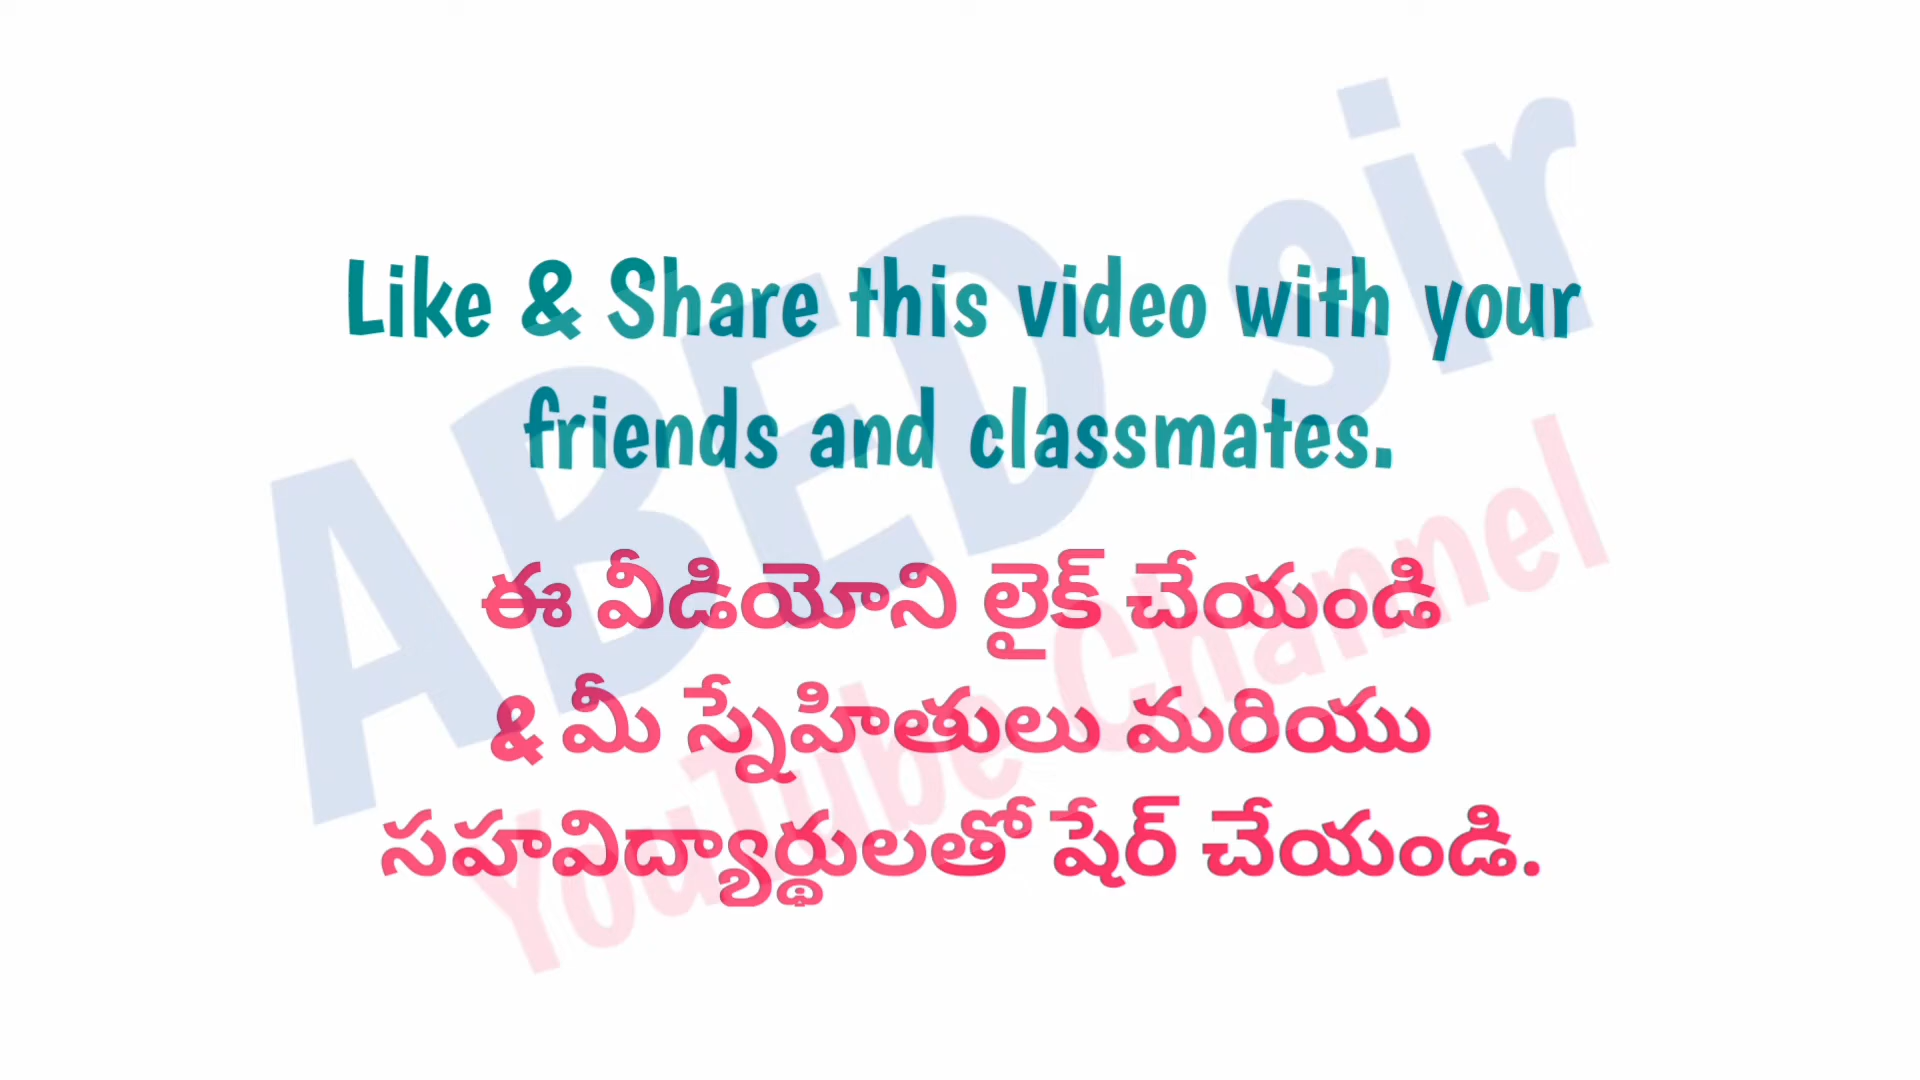 Like & Share this video with your
friends and classmates.
ఈ వీడియోని లైక్ చేయండి
& మీ స్నేహితులు మరియు
సహవిద్యార్థులతో షేర్ చేయండి.
ABED sir
YouTube Channel